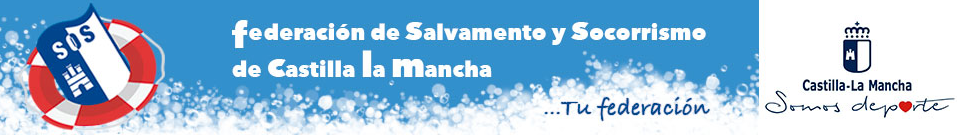 SOS
federación de Salvamento y Socorrismo
de Castilla la mancha
...Tu federación
Castilla-La Mancha
Somos deporte